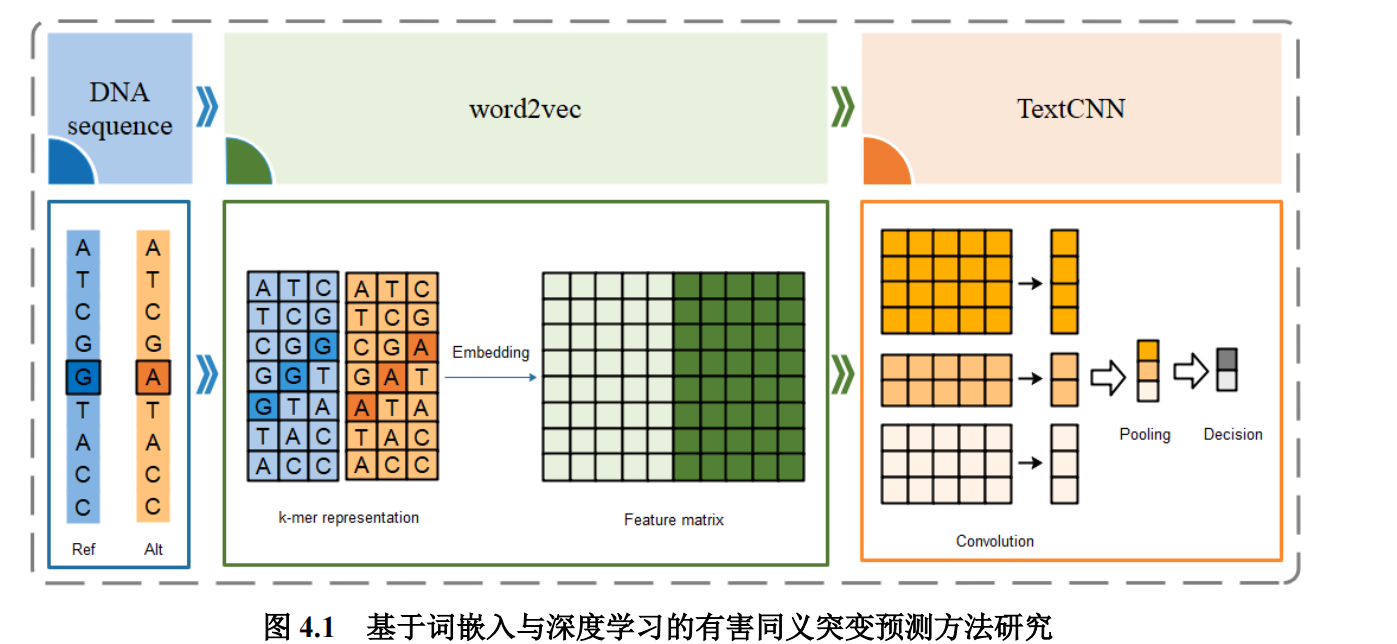 DNA
sequence
word2vec
TextCNN
A
T
C
G
G
T
A
C
C
Ref
A
T
C
G
A
T
A
C
C
Alt
A T C
T C G
C G G
G G T
G T A
T A C
A C C
A T C
T C G
C G A
G A T
A T A
T A C
A C C
k-mer representation
Embedding
Feature matrix
Convolution
Pooling
Decision
图 4.1 基于词嵌入与深度学习的有害同义突变预测方法研究